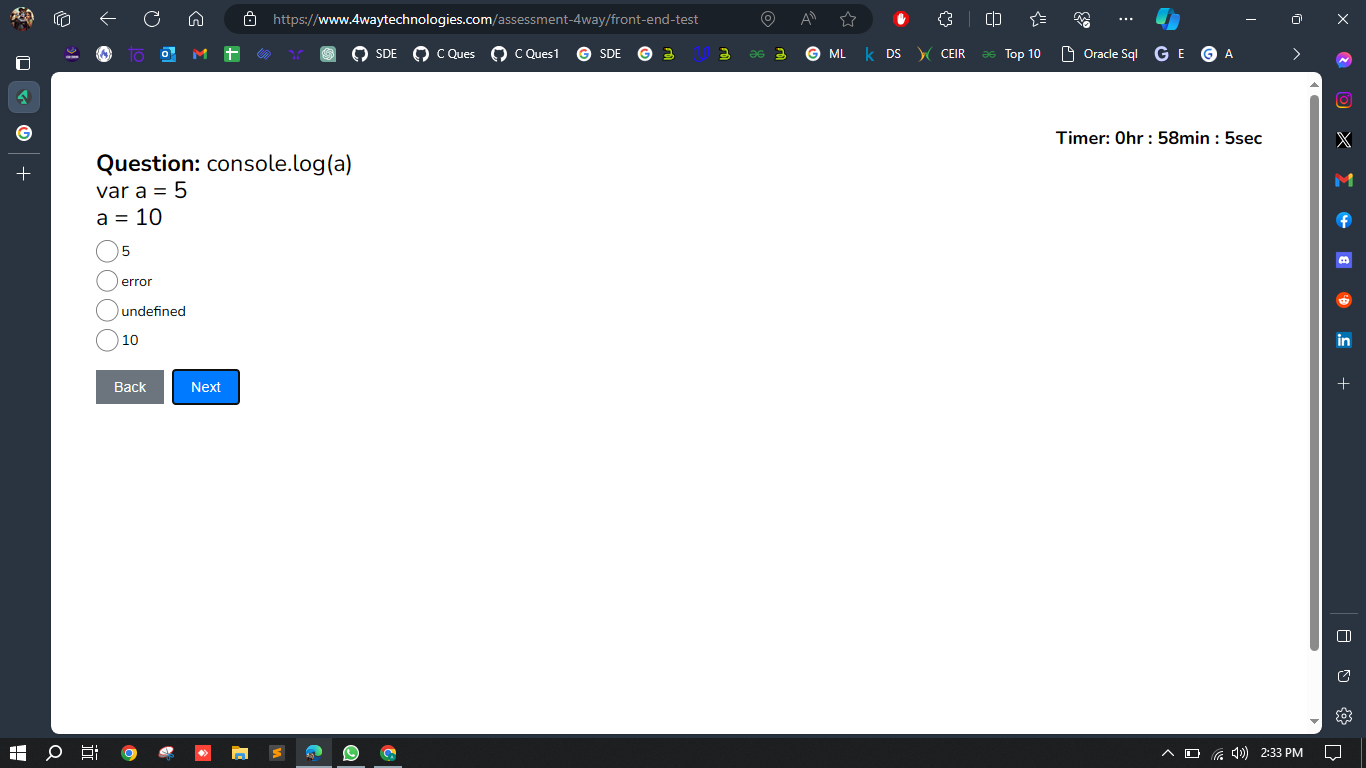 https://www.4waytechnologies.com/assessment-4way/front-end-test
SDE
C Ques
C Ques1
SDE
ML
DS
CEIR
Top 10
Oracle Sql
E
A
Timer: 0hr : 58min : 5sec
Question: console.log(a)
var a = 5
a = 10
5
error
undefined
10
Back
Next
2:33 PM